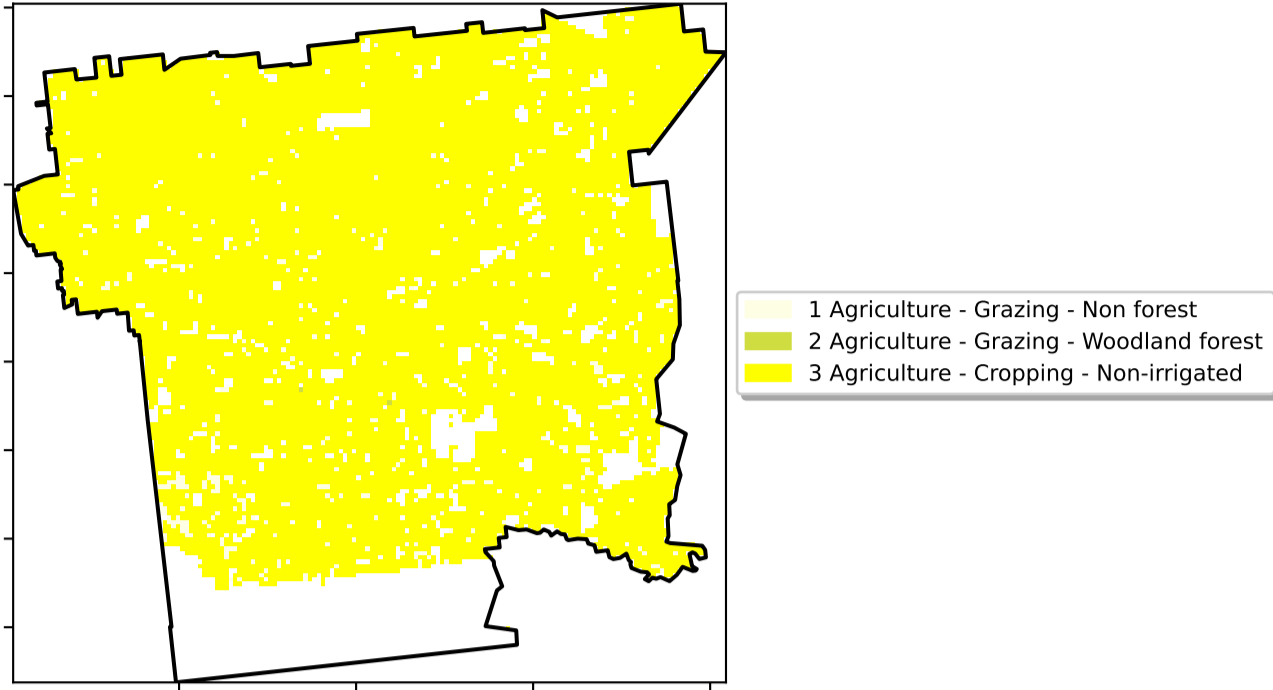 1 Agriculture - Grazing - Non forest
2 Agriculture - Grazing - Woodland forest
3 Agriculture - Cropping - Non-irrigated